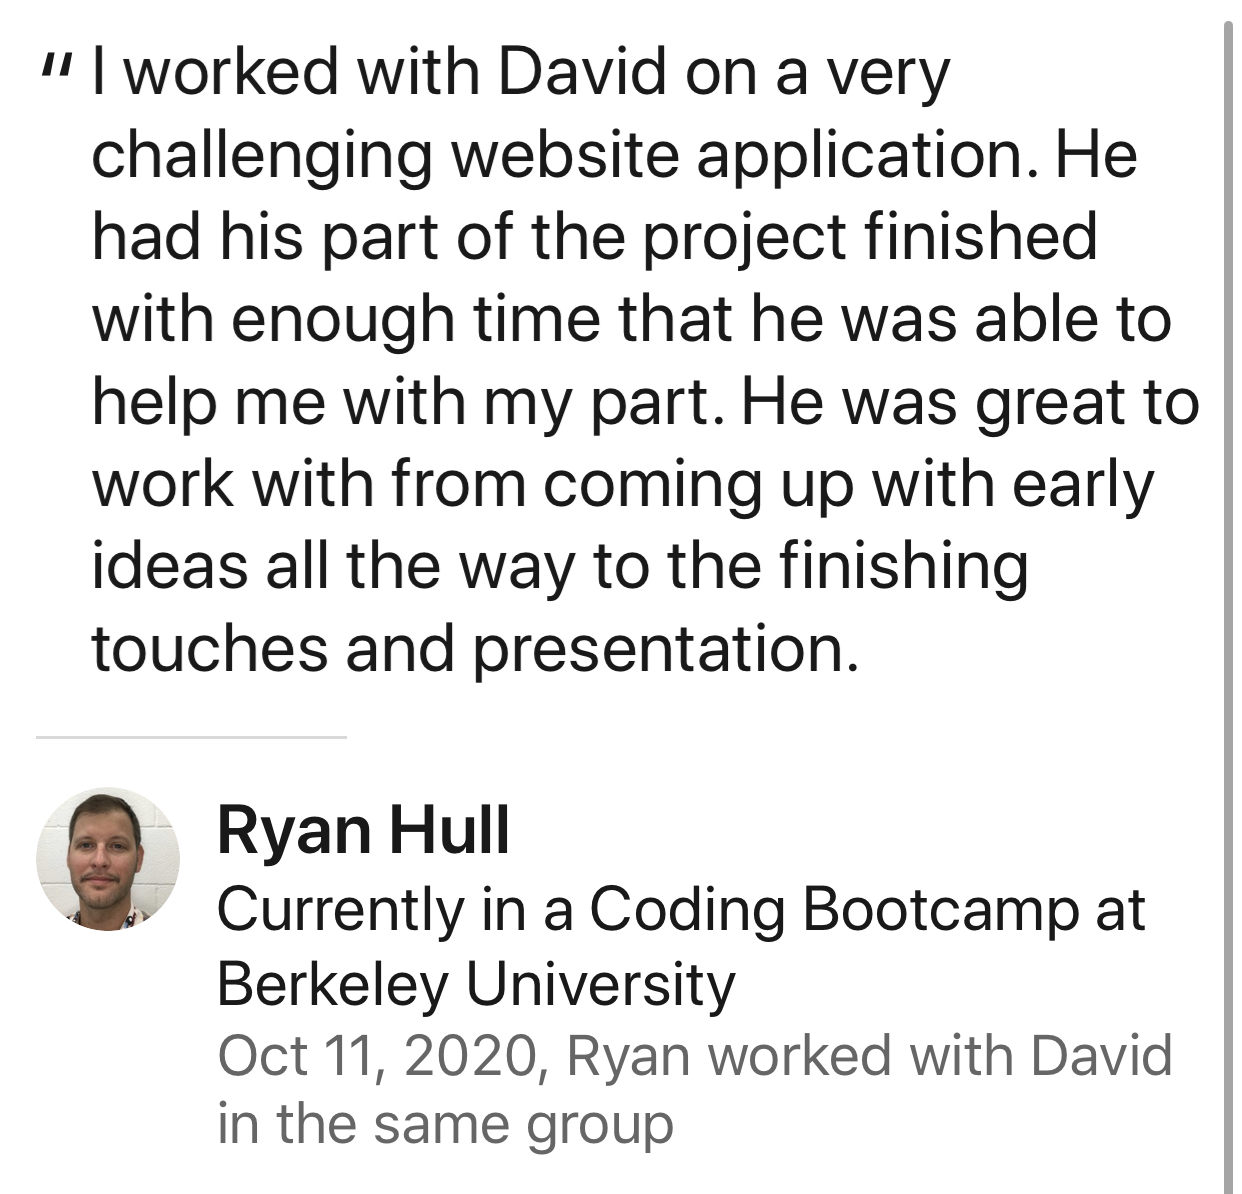 “ I worked with David on a very
challenging website application. He
had his part of the project finished
with enough time that he was able to
help me with my part. He was great to
work with from coming up with early
ideas all the way to the finishing
touches and presentation.
Ryan Hull
Currently in a Coding Bootcamp at
Berkeley University
Oct 11, 2020, Ryan worked with David
in the same group